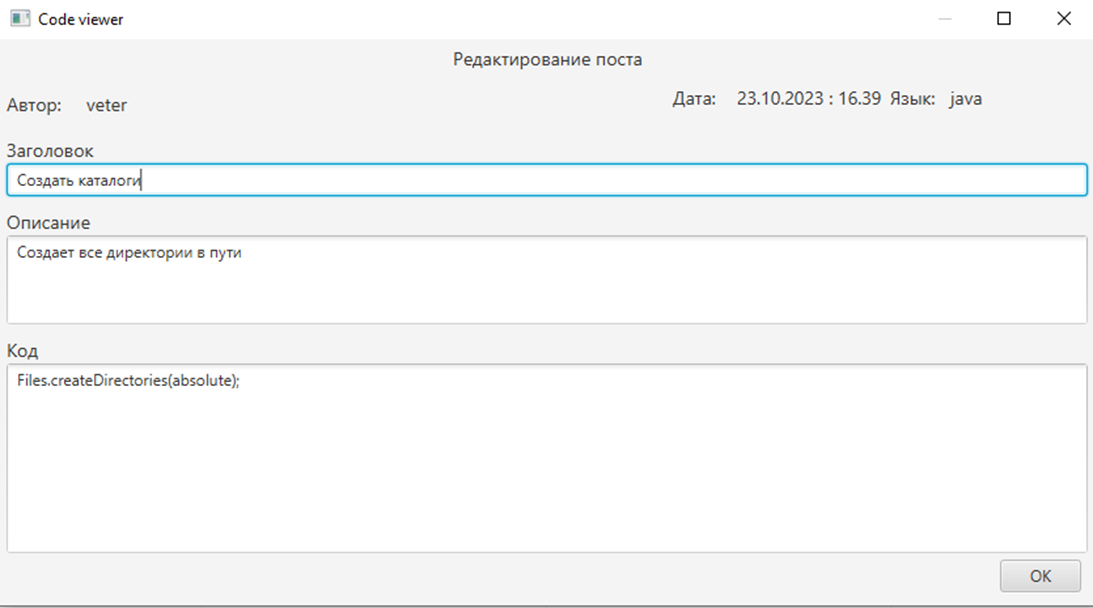 Code viewer
Редактирование поста
Автор: veter
Дата: 23.10.2023 : 16.39 Язык: java
Заголовок
Создать каталоги
Описание
Создает все директории в пути
Код
Files.createDirectories(absolute);
OK